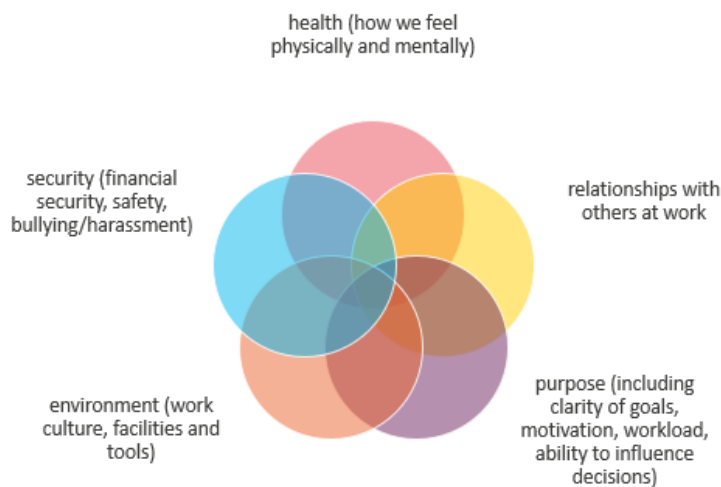 health (how we feel
physically and mentally)
security (financial
security, safety,
bullying/harassment)
relationships with
others at work
environment (work
culture, facilities and
tools)
purpose (including
clarity of goals,
motivation, workload,
ability to influence
decisions)